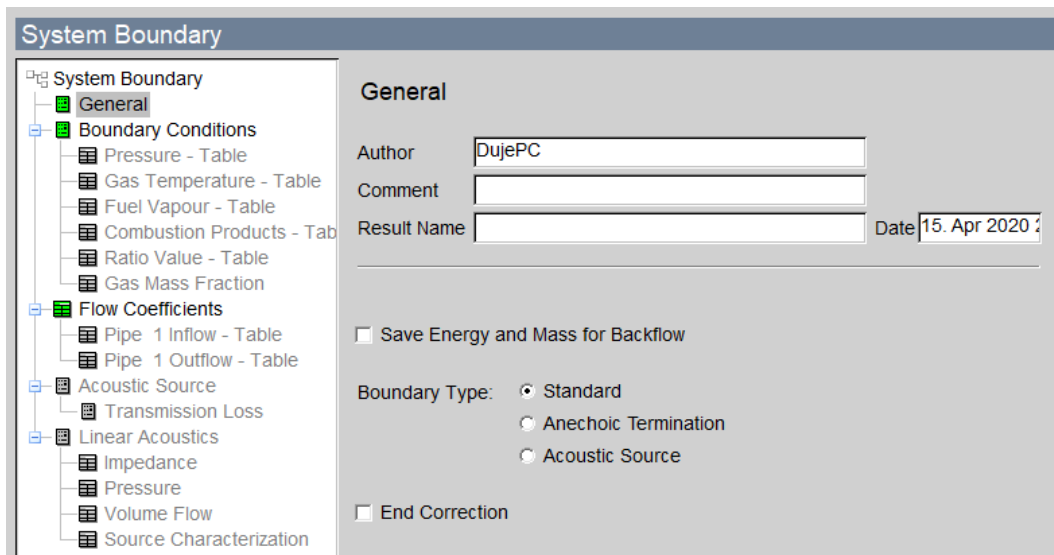 System Boundary
System Boundary
General
Boundary Conditions
Pressure - Table
Gas Temperature - Table
Fuel Vapour - Table
Combustion Products - Tab
Ratio Value - Table
Gas Mass Fraction
Flow Coefficients
Pipe 1 Inflow - Table
Pipe 1 Outflow - Table
Acoustic Source
Transmission Loss
Linear Acoustics
Impedance
Pressure
Volume Flow
Source Characterization
General
Author DujePC
Comment
Result Name Date 15. Apr 2020
Save Energy and Mass for Backflow
Boundary Type: Standard
Anechoic Termination
Acoustic Source
End Correction